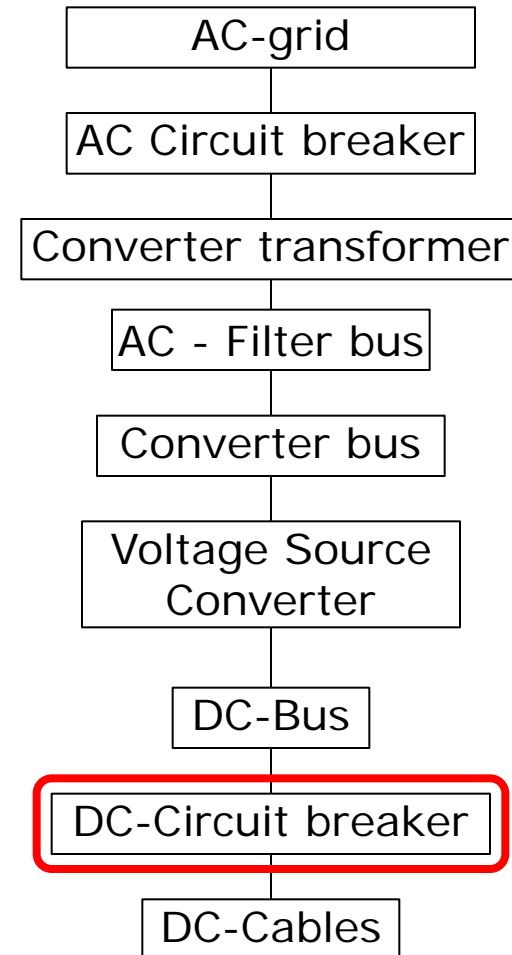 AC-grid
AC Circuit breaker
Converter transformer
AC - Filter bus
Converter bus
Voltage Source
Converter
DC-Bus
DC-Circuit breaker
DC-Cables